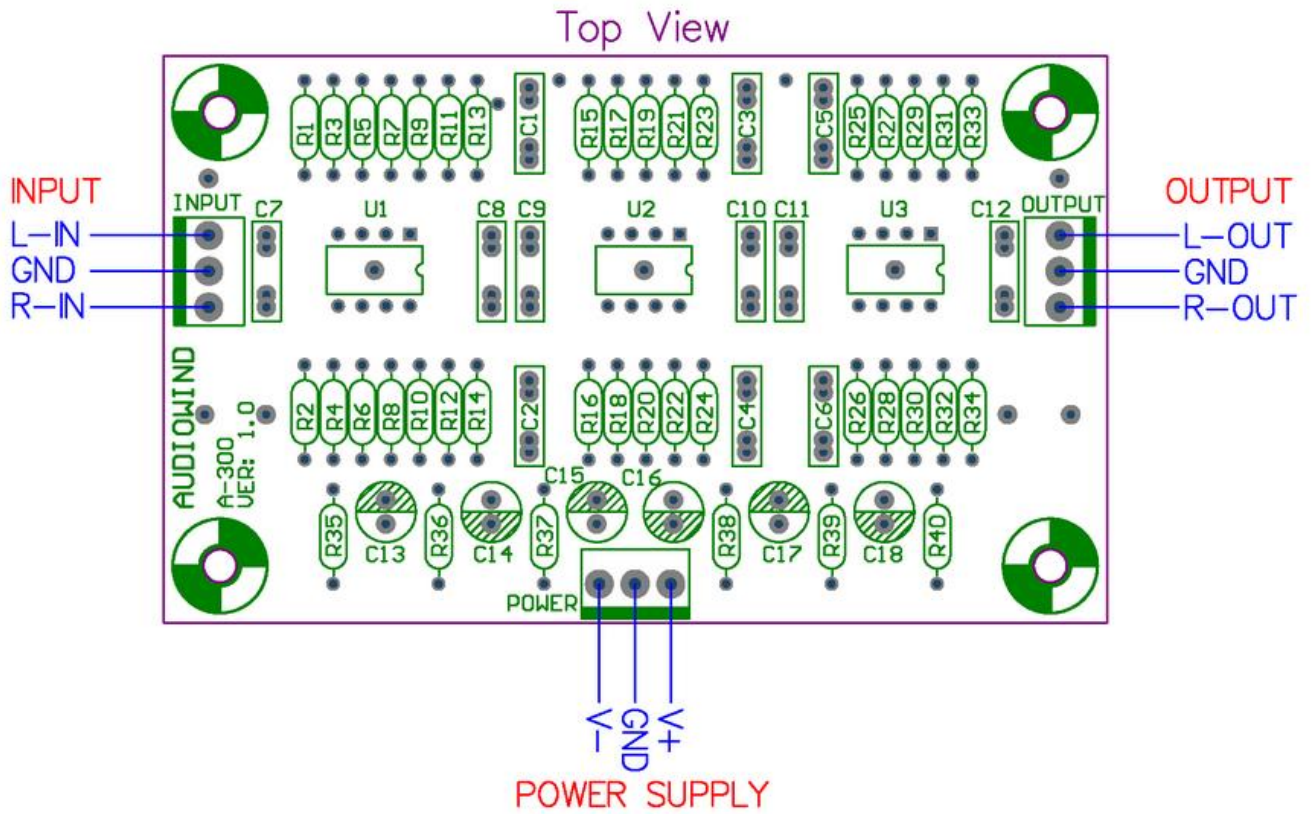 Top View
R1 R3 R5 R7 R9 R11 R13 C1 R15 R17 R19 R21 R23 C3 C5 R25 R27 R29 R31 R33
INPUT
INPUT
L-IN
GND
R-IN
C7 U1 C8 C9 U2 C10 C11 U3 C12
OUTPUT
OUTPUT
L-OUT
GND
R-OUT
AUDIOWIND
A-300
VER: 1.0
R2 R4 R6 R8 R10 R12 R14 C2 R16 R18 R20 R22 R24 C4 C6 R26 R28 R30 R32 R34
C15 C16
R35 C13 R36 C14 R37 R38 C17 R39 C18 R40
POWER
V- GND V+
POWER SUPPLY